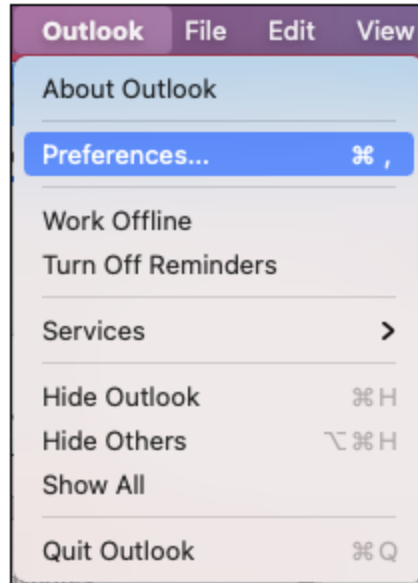 Outlook File Edit View
About Outlook
Preferences... ⌘ ,
Work Offline
Turn Off Reminders
Services >
Hide Outlook ⌘ H
Hide Others ⌥ ⌘ H
Show All
Quit Outlook ⌘ Q